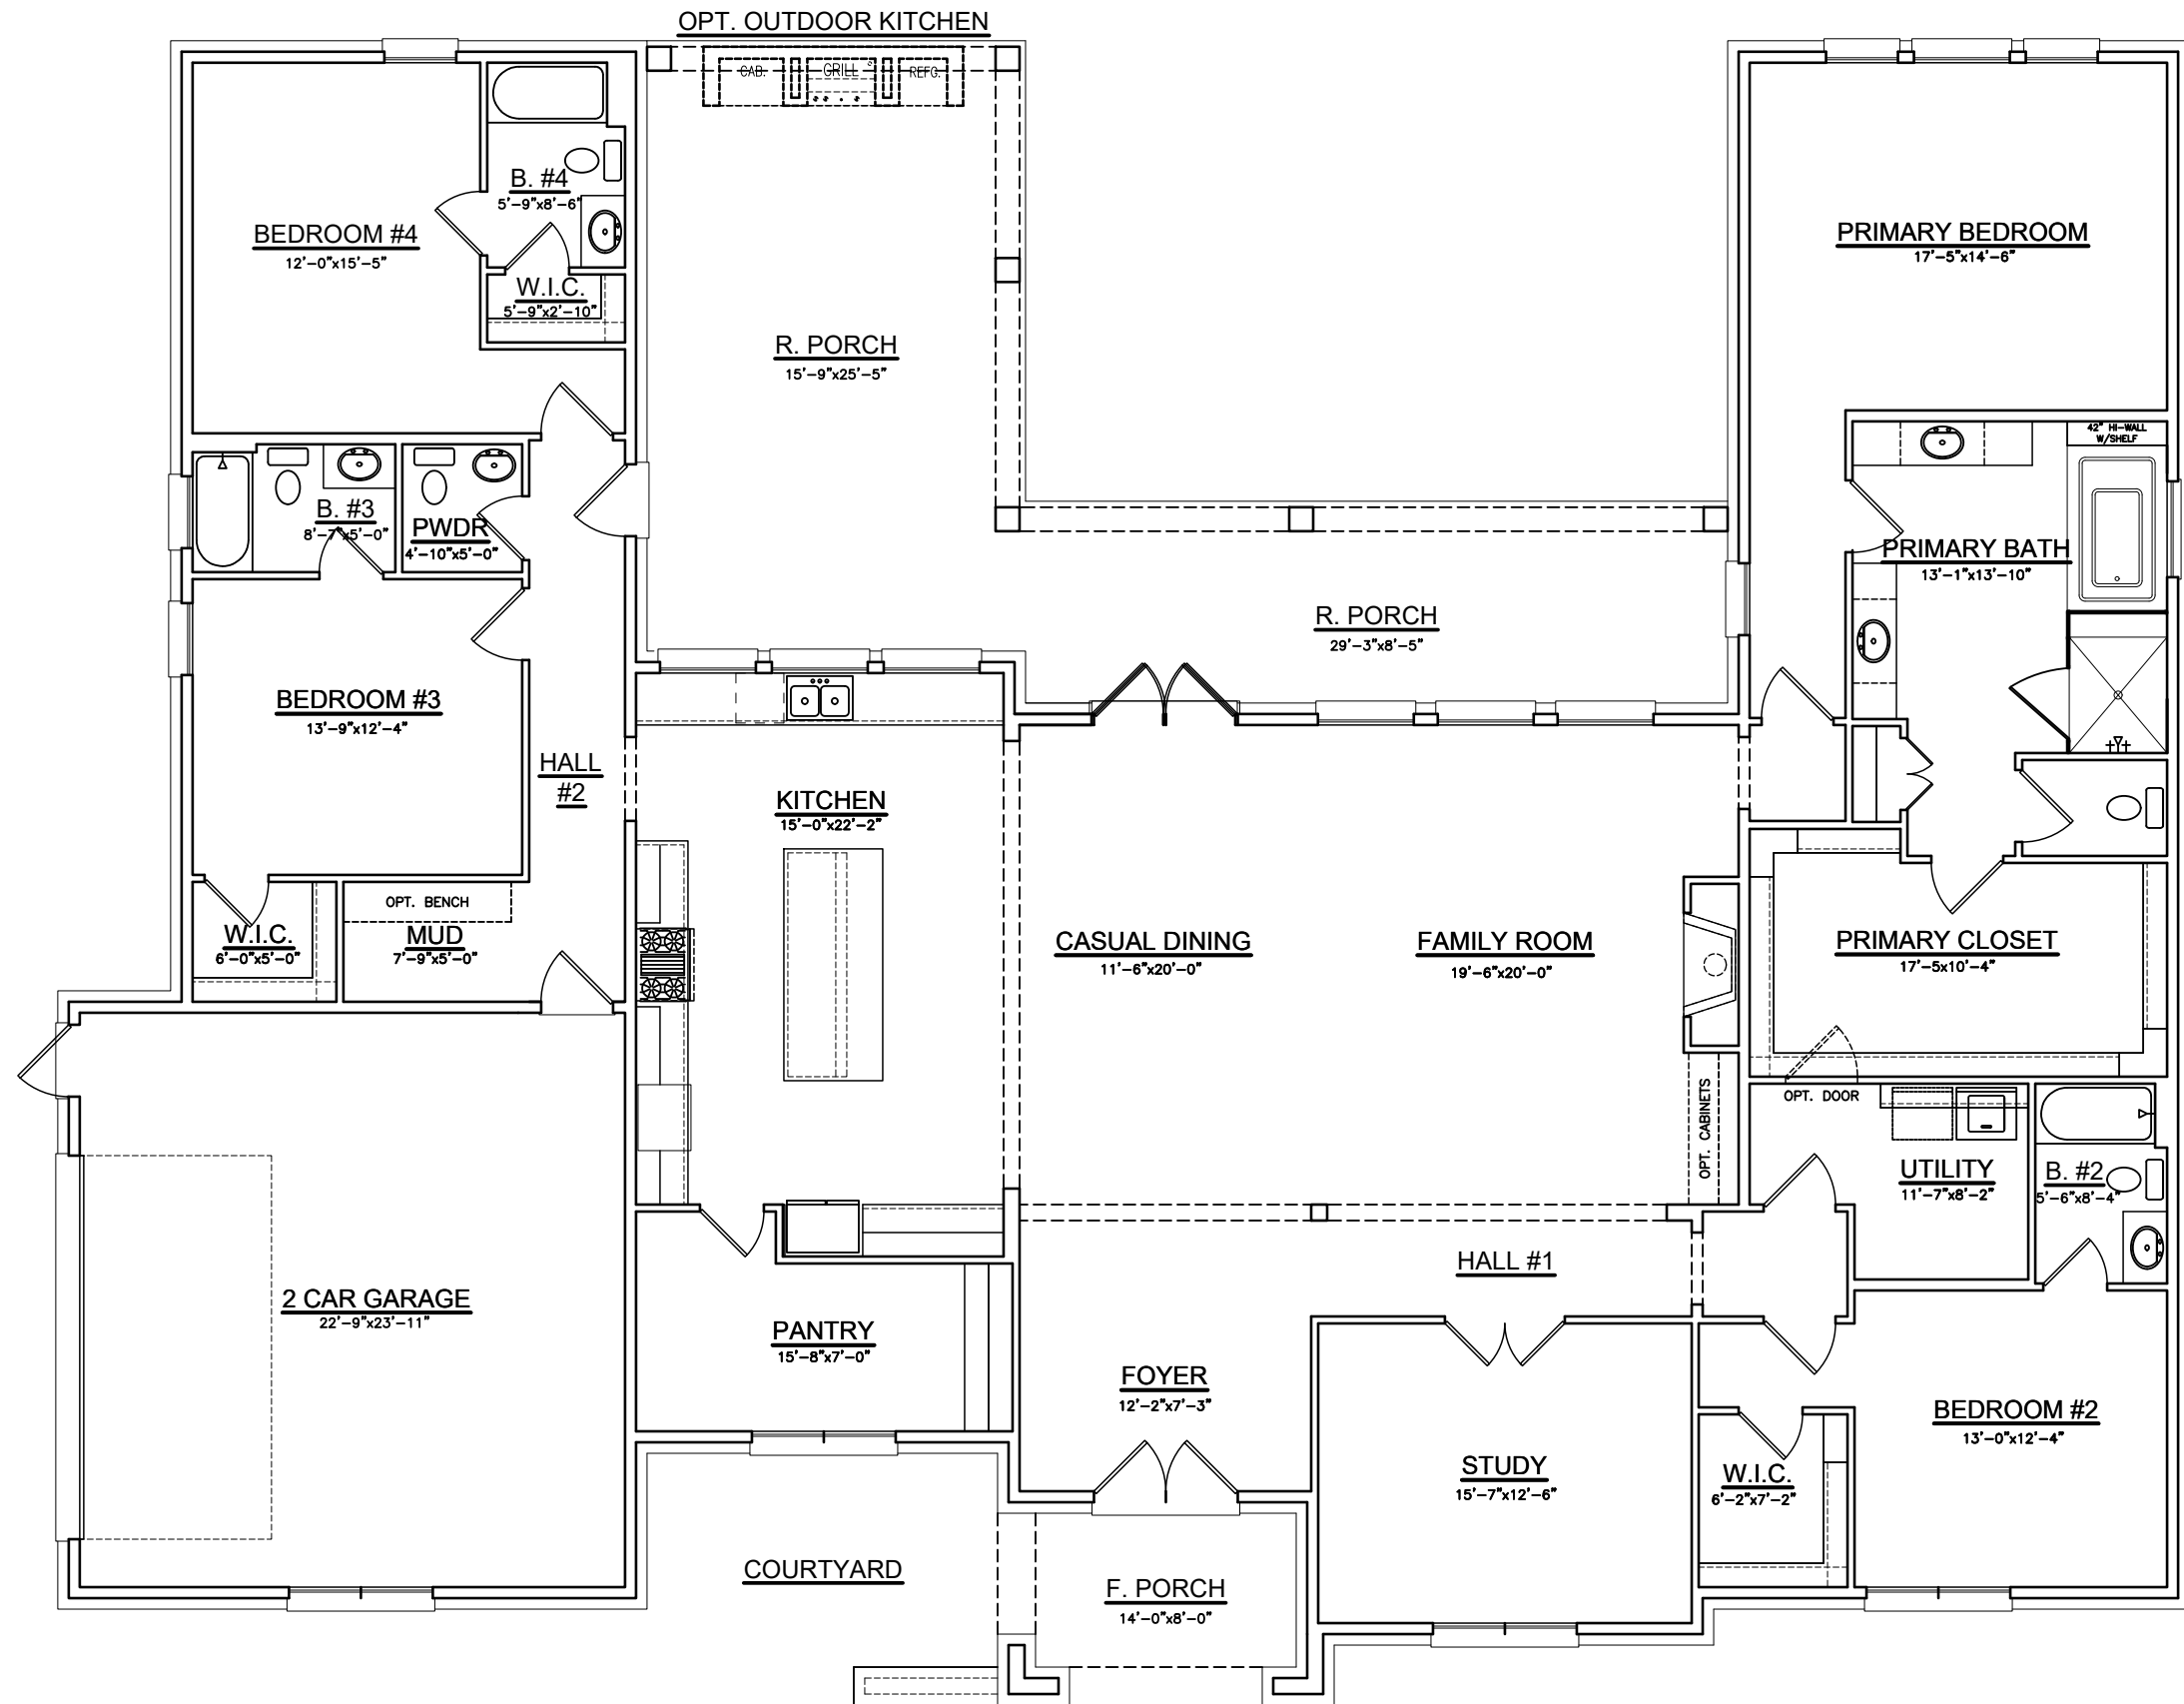 OPT. OUTDOOR KITCHEN
CAB.
GRILL
REFG.
B. #4
5'-9"x8'-6"
BEDROOM #4
12'-0"x15'-5"
W.I.C.
5'-9"x2'-10"
R. PORCH
15'-9"x25'-5"
PRIMARY BEDROOM
17'-5"x14'-6"
42" HI-WALL
W/SHELF
B. #3
8'-7"x5'-0"
PWDR
4'-10"x5'-0"
PRIMARY BATH
13'-1"x13'-10"
R. PORCH
29'-3"x8'-5"
BEDROOM #3
13'-9"x12'-4"
HALL
#2
KITCHEN
15'-0"x22'-2"
OPT. BENCH
W.I.C.
6'-0"x5'-0"
MUD
7'-9"x5'-0"
CASUAL DINING
11'-6"x20'-0"
FAMILY ROOM
19'-6"x20'-0"
PRIMARY CLOSET
17'-5x10'-4"
OPT. DOOR
OPT. CABINETS
UTILITY
11'-7"x8'-2"
B. #2
5'-6"x8'-4"
HALL #1
2 CAR GARAGE
22'-9"x23'-11"
PANTRY
15'-8"x7'-0"
FOYER
12'-2"x7'-3"
BEDROOM #2
13'-0"x12'-4"
STUDY
15'-7"x12'-6"
W.I.C.
6'-2"x7'-2"
COURTYARD
F. PORCH
14'-0"x8'-0"